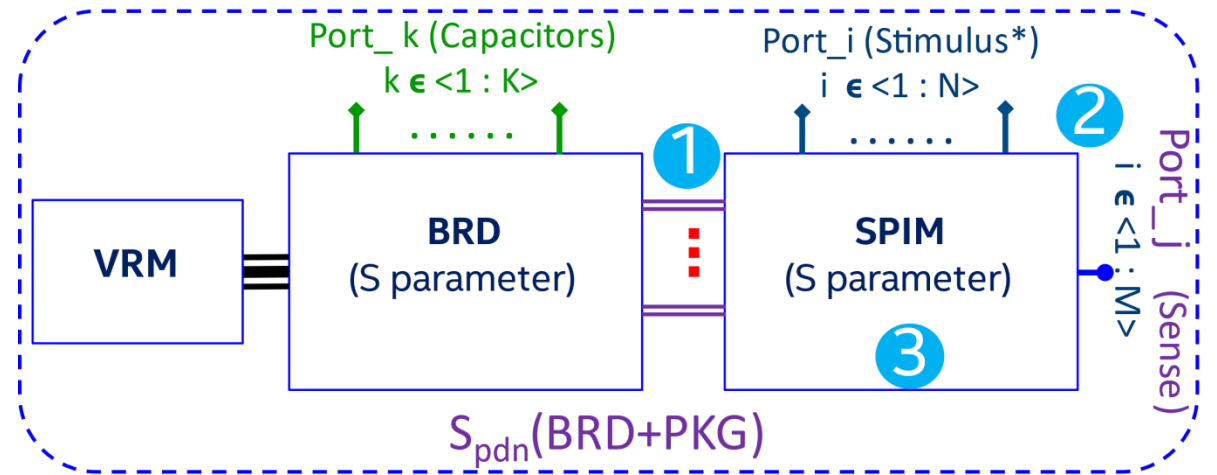 Port_ k (Capacitors)
k ϵ <1 : K>
. . . . . .
Port_i (Stimulus*)
i ϵ <1 : N>
. . . . . .
1
2
VRM
BRD
(S parameter)
SPIM
(S parameter)
3
Port_j (Sense)
i ϵ <1 : M>
Spdn(BRD+PKG)